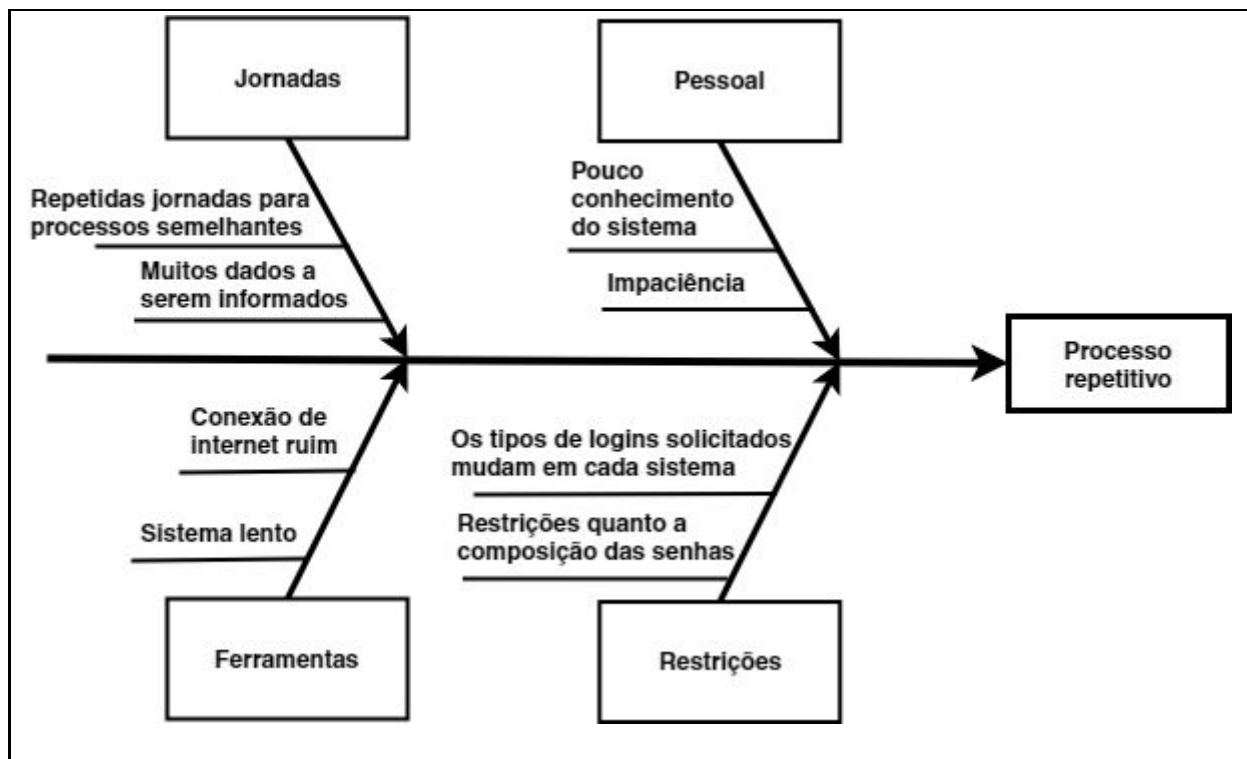 Jornadas
Pessoal
Repetidas jornadas para
processos semelhantes
Muitos dados a
serem informados
Pouco
conhecimento
do sistema
Impaciência
Processo
repetitivo
Conexão de
internet ruim
Sistema lento
Os tipos de logins solicitados
mudam em cada sistema
Restrições quanto a
composição das senhas
Ferramentas
Restrições